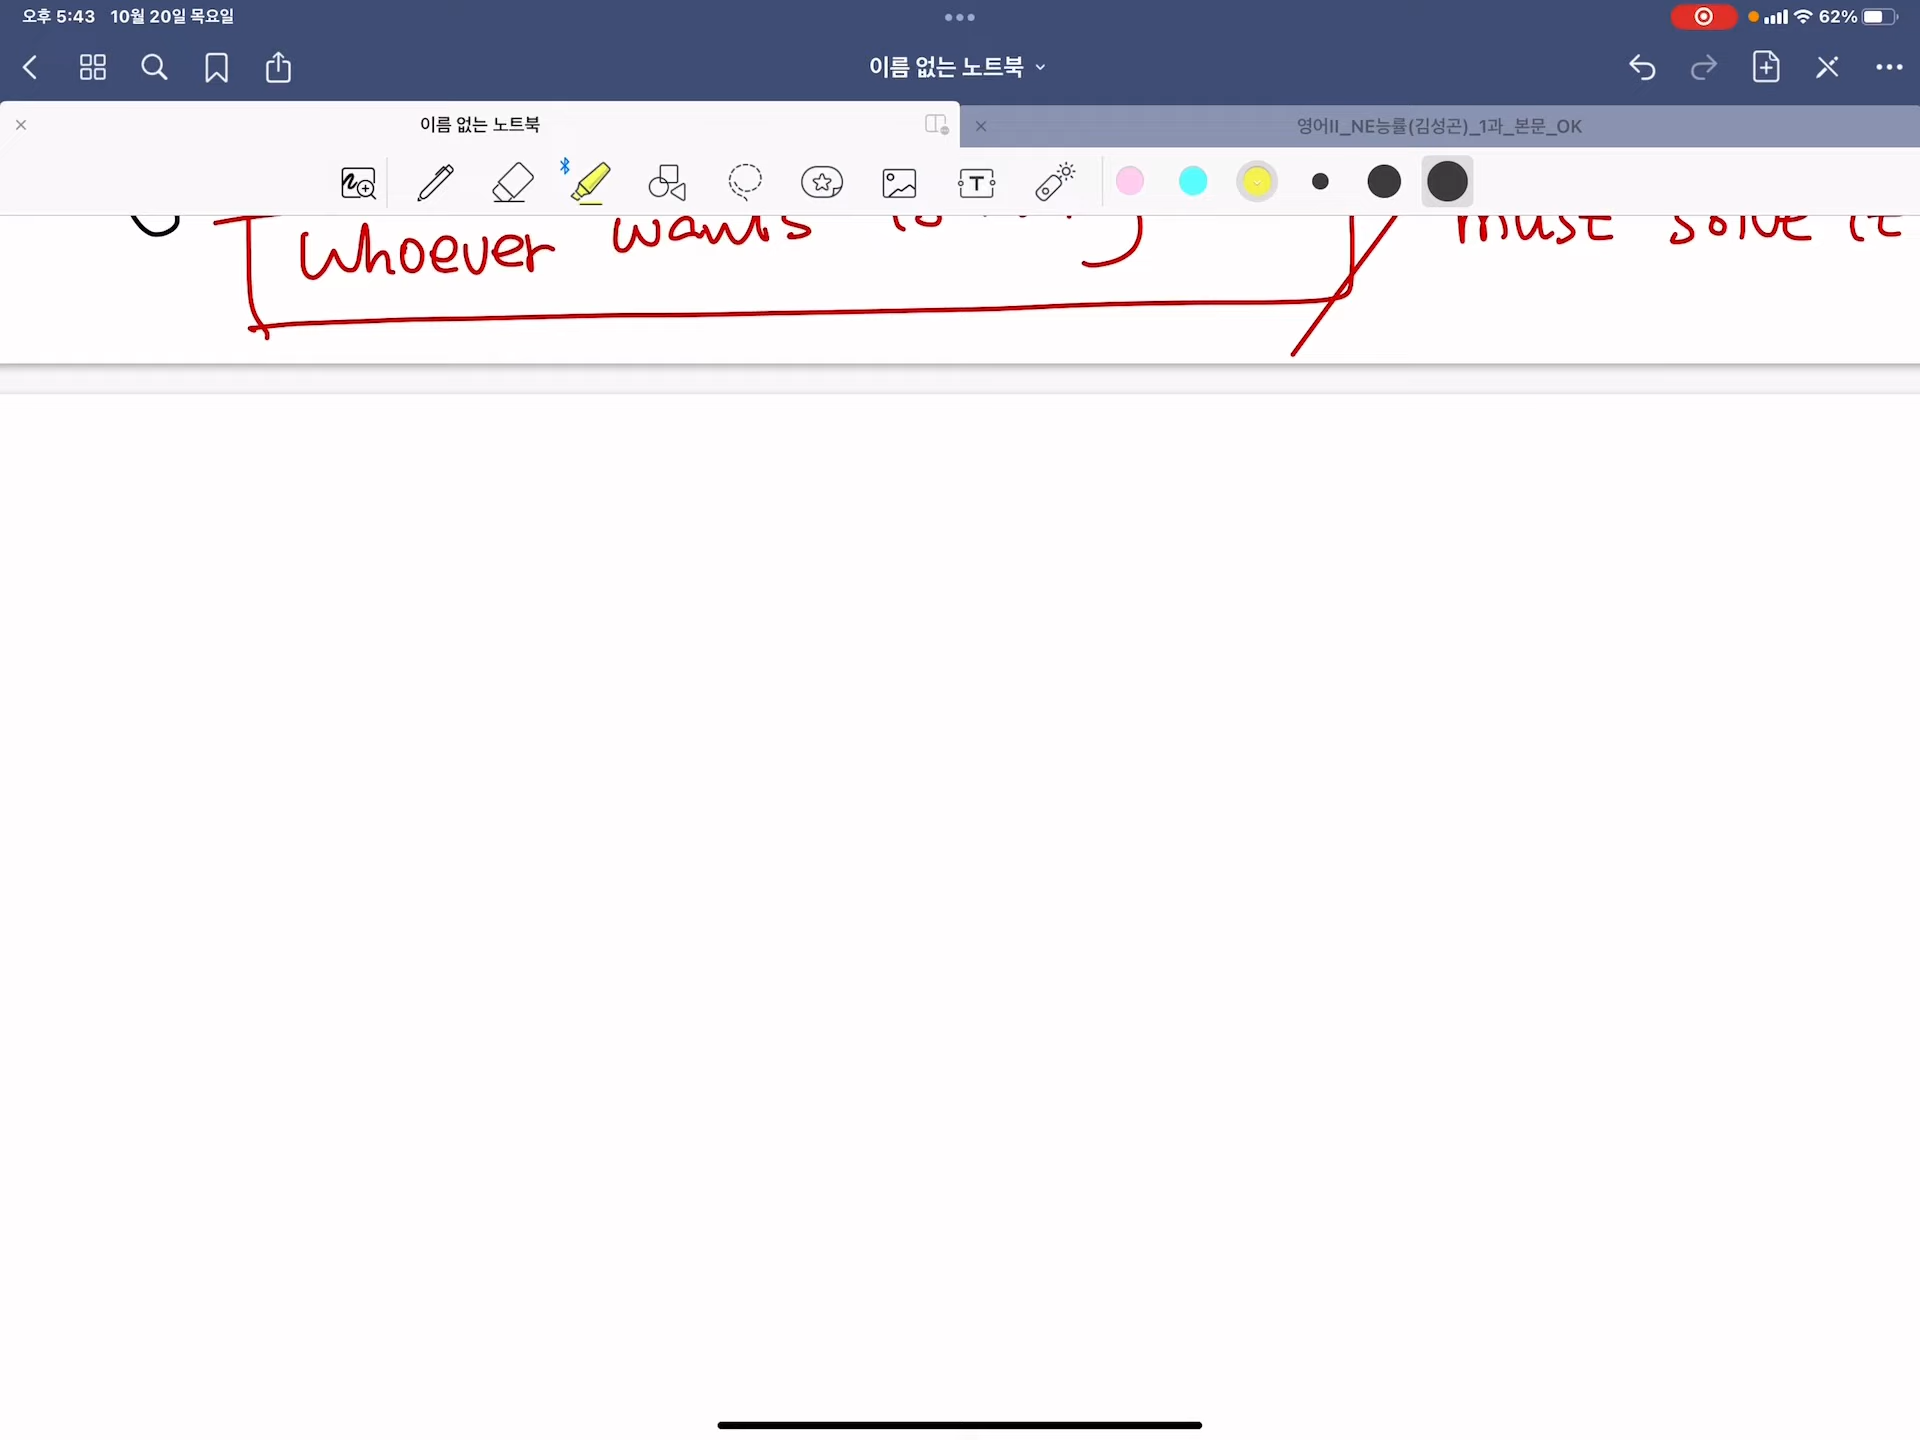 오후 5:43 10월 20일 목요일
62%
이름 없는 노트북
이름 없는 노트북
영어II_NE능률(김성곤)_1과_본문_OK
T
Whoever wants to must solve it